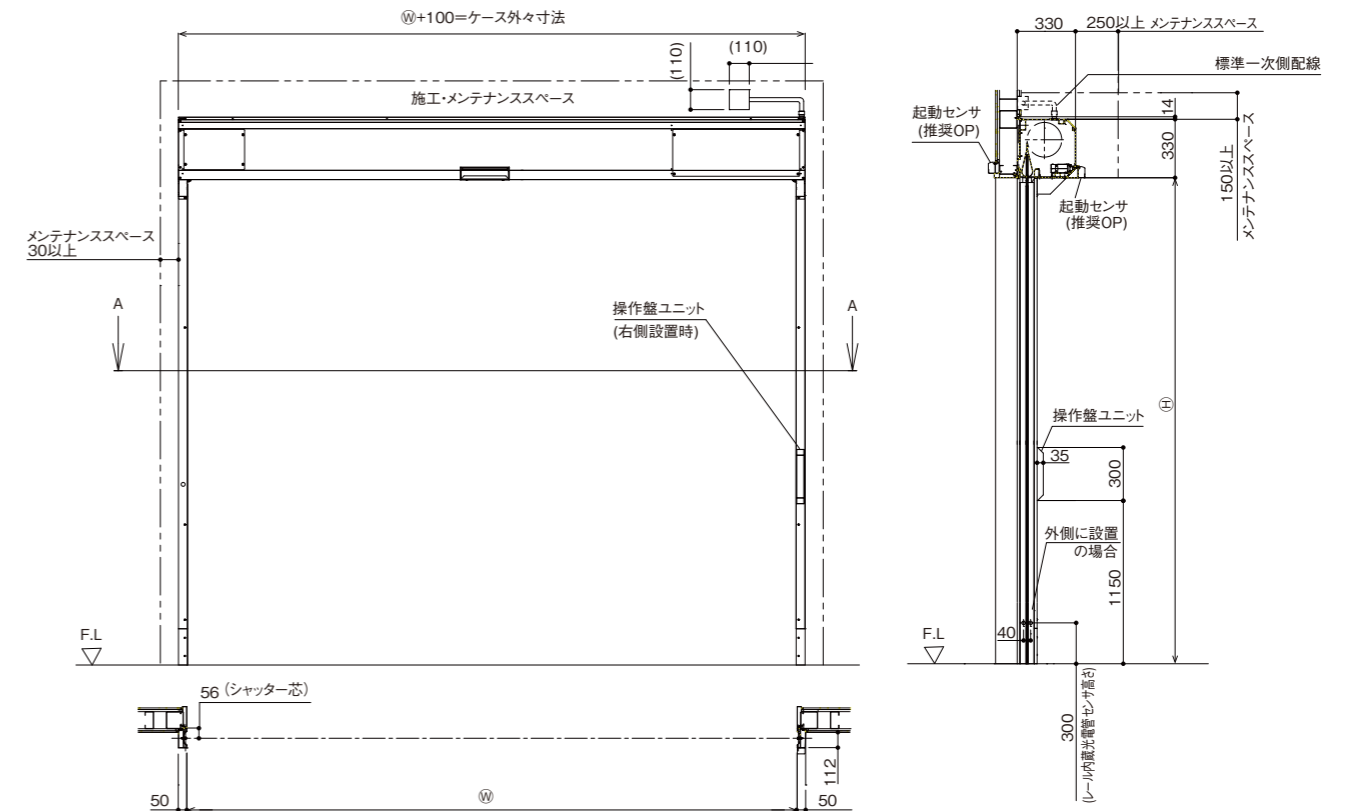 Ⓦ+100=ケース外々寸法
(110)
(110)
施工・メンテナンススペース
メンテナンススペース
30以上
A
A
操作盤ユニット
(右側設置時)
F.L
56 (シャッター芯)
112
50
Ⓦ
50
330
250以上 メンテナンススペース
標準一次側配線
起動センサ
(推奨OP)
14
330
150以上
メンテナンススペース
起動センサ
(推奨OP)
Ⓗ
操作盤ユニット
35
300
外側に設置
の場合
1150
40
F.L
300
(レール内蔵光電管センサ高さ)